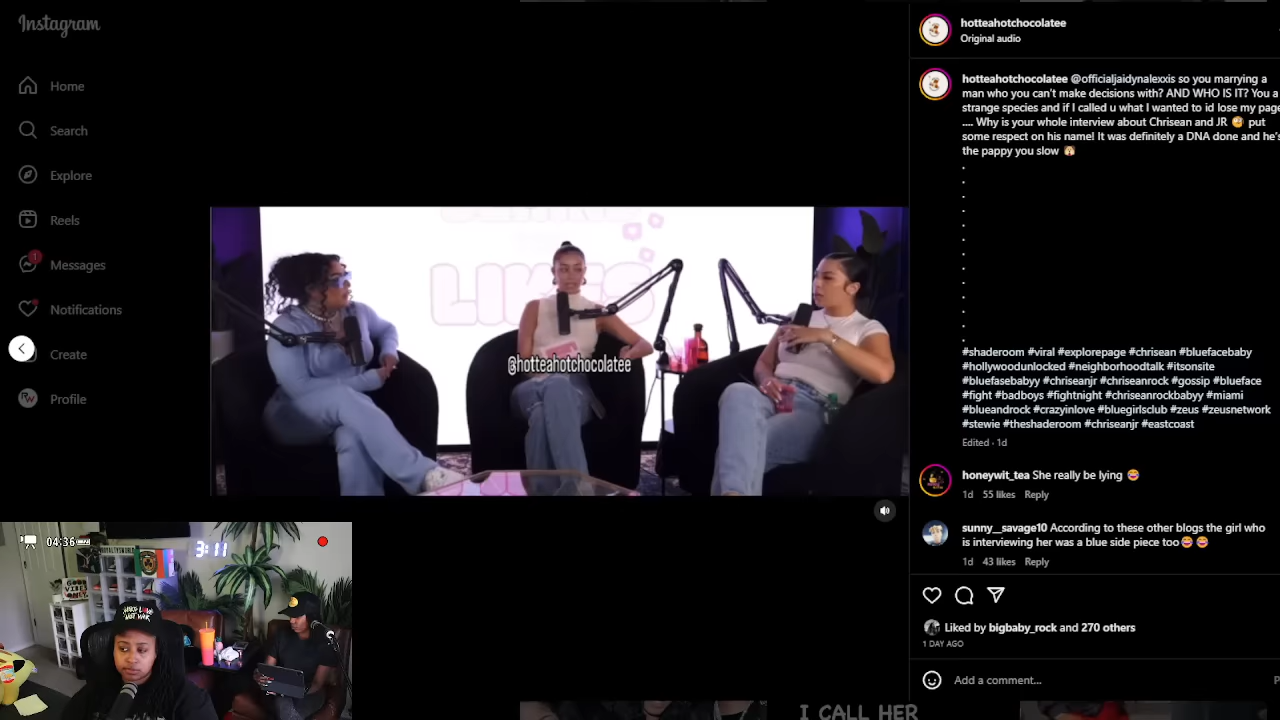 Instagram
Home
Search
Explore
Reels
1
Messages
Notifications
Create
Profile
LIKES
@hotteahotchocolatee
04:36
3:11
hotteahotchocolatee
Original audio
hotteahotchocolatee @officialjaidynalexxis so you marrying a
man who you can't make decisions with? AND WHO IS IT? You a
strange species and if I called u what I wanted to id lose my page
.... Why is your whole interview about Chrisean and JR 🧐 put
some respect on his name! It was definitely a DNA done and he's
the pappy you slow 🙈
.
.
.
.
.
.
.
.
.
.
.
.
#shaderoom #viral #explorepage #chrisean #bluefacebaby
#hollywoodunlocked #neighborhoodtalk #itsonsite
#bluefasebabyy #chriseanjr #chriseanrock #gossip #blueface
#fight #badboys #fightnight #chriseanrockbabyy #miami
#blueandrock #crazyinlove #bluegirlsclub #zeus #zeusnetwork
#stewie #theshaderoom #chriseanjr #eastcoast
Edited · 1d
honeywit_tea She really be lying 😂
1d 55 likes Reply
sunny__savage10 According to these other blogs the girl who
is interviewing her was a blue side piece too😂😂
1d 43 likes Reply
Liked by bigbaby_rock and 270 others
1 DAY AGO
Add a comment...
I CALL HER